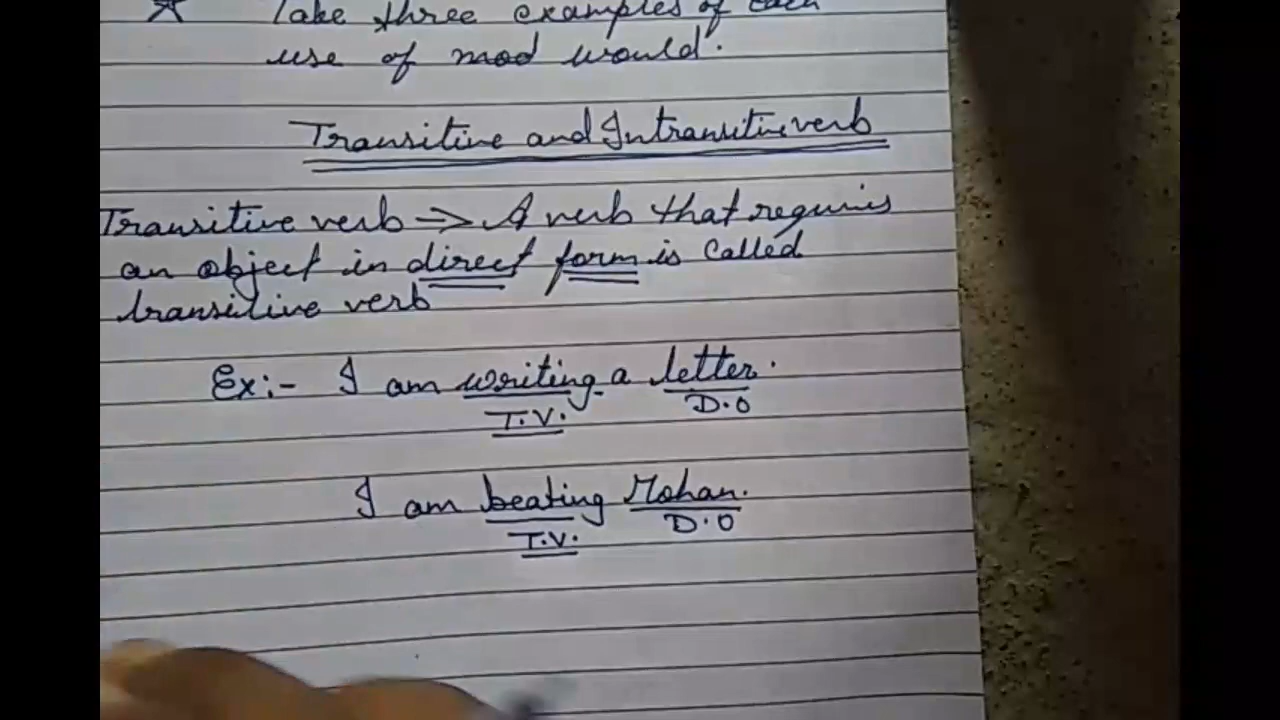 Take three examples of each
use of mod would'.
Transitive and Intransitive verb
Transitive verb => A verb that requires
an object in direct form is called
transitive verb
Ex:- I am writing a letter.
T.V. D.O
I am beating Mohan.
T.V. D.O